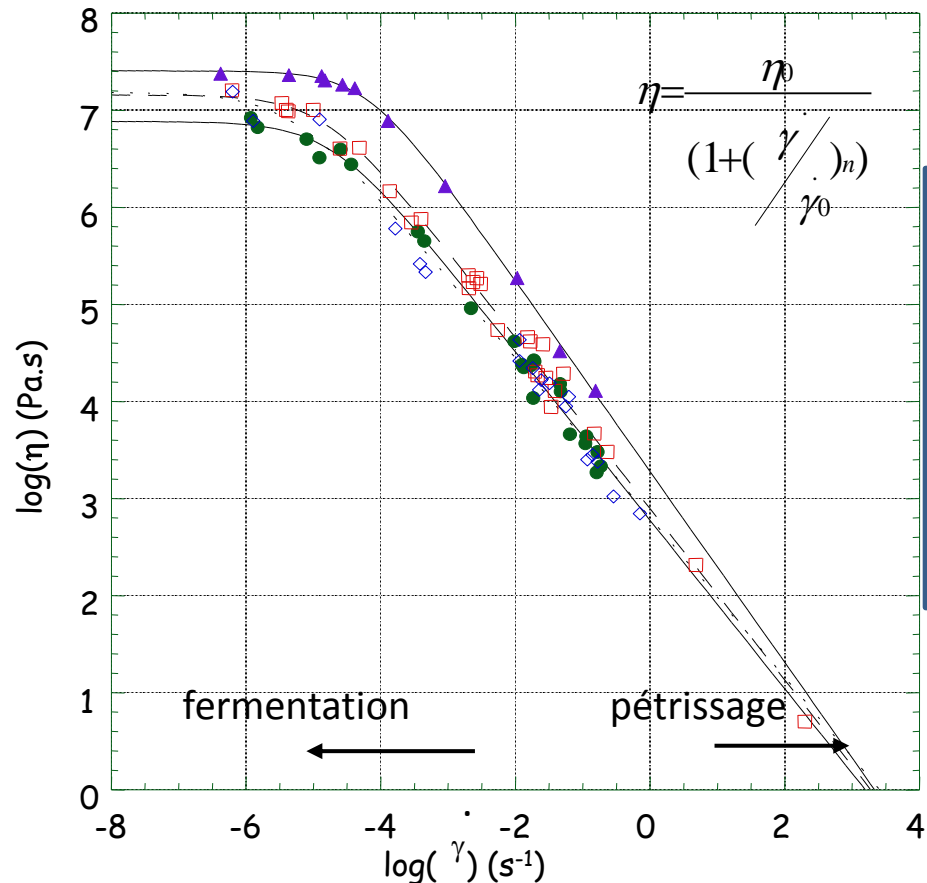 8
7
6
5
4
3
2
1
0
log(η) (Pa.s)
η=η0/(1+(γ̇/γ̇0)n)
fermentation
pétrissage
-8 -6 -4 -2 0 2 4
log(γ̇) (s⁻¹)